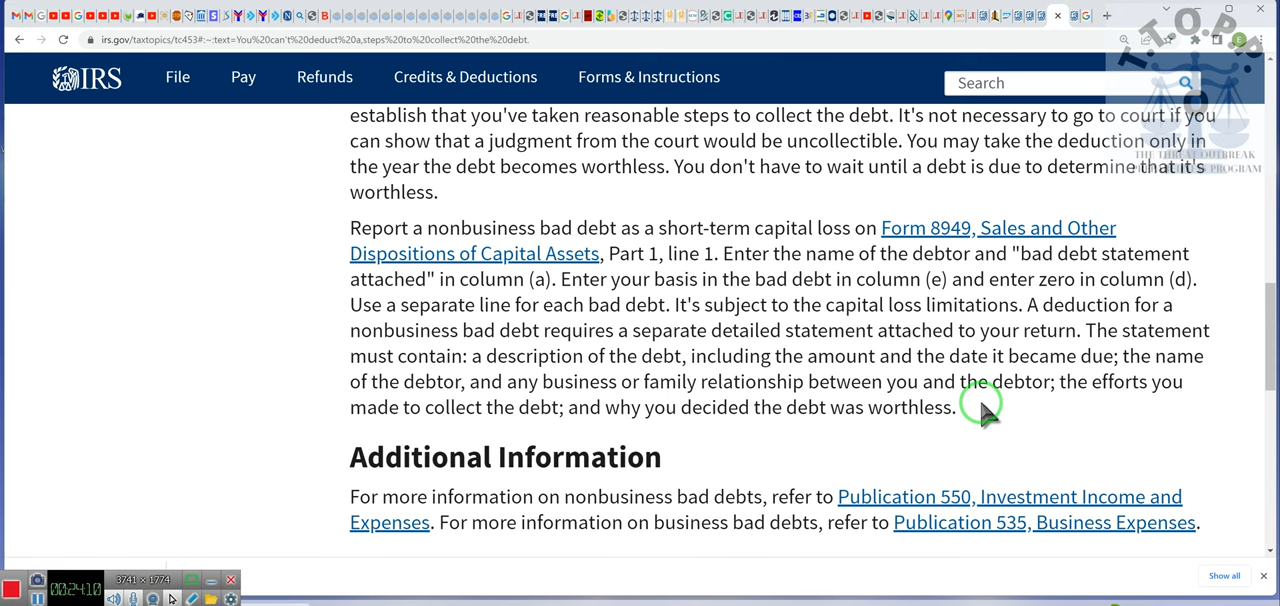 irs.gov/taxtopics/tc453#:~:text=You%20can't%20deduct%20a,steps%20to%20collect%20the%20debt.
T.T.O.P.P.
IRS File Pay Refunds Credits & Deductions Forms & Instructions Search
establish that you've taken reasonable steps to collect the debt. It's not necessary to go to court if you
can show that a judgment from the court would be uncollectible. You may take the deduction only in
the year the debt becomes worthless. You don't have to wait until a debt is due to determine that it's
THE THREAT OUTBREAK
PROGRAM
worthless.
Report a nonbusiness bad debt as a short-term capital loss on Form 8949, Sales and Other
Dispositions of Capital Assets, Part 1, line 1. Enter the name of the debtor and "bad debt statement
attached" in column (a). Enter your basis in the bad debt in column (e) and enter zero in column (d).
Use a separate line for each bad debt. It's subject to the capital loss limitations. A deduction for a
nonbusiness bad debt requires a separate detailed statement attached to your return. The statement
must contain: a description of the debt, including the amount and the date it became due; the name
of the debtor, and any business or family relationship between you and the debtor; the efforts you
made to collect the debt; and why you decided the debt was worthless.
Additional Information
For more information on nonbusiness bad debts, refer to Publication 550, Investment Income and
Expenses. For more information on business bad debts, refer to Publication 535, Business Expenses.
Show all
00:24:10
3741 × 1774